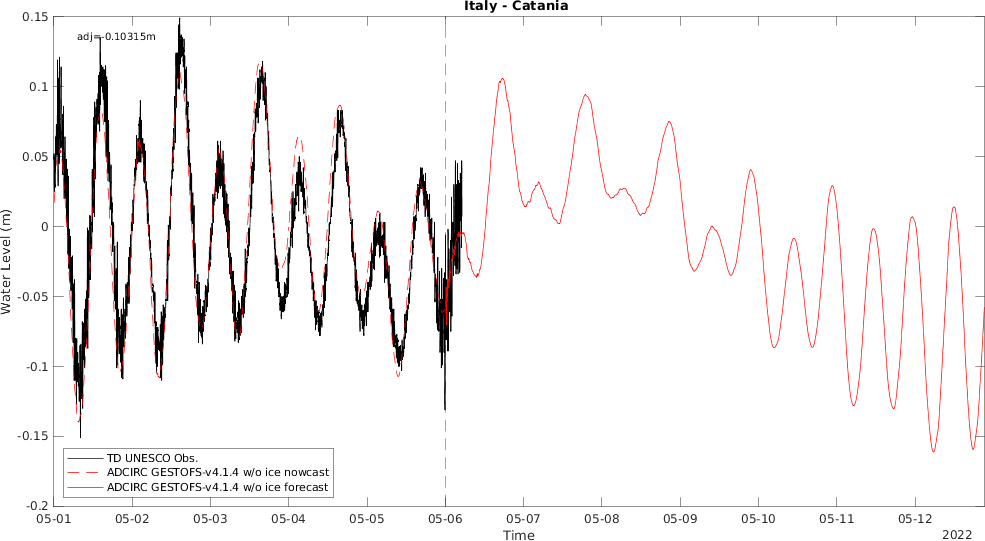 Italy - Catania
0.15
0.1
0.05
0
-0.05
-0.1
-0.15
-0.2
Water Level (m)
adj=-0.10315m
TD UNESCO Obs.
ADCIRC GESTOFS-v4.1.4 w/o ice nowcast
ADCIRC GESTOFS-v4.1.4 w/o ice forecast
05-01 05-02 05-03 05-04 05-05 05-06 05-07 05-08 05-09 05-10 05-11 05-12
Time
2022